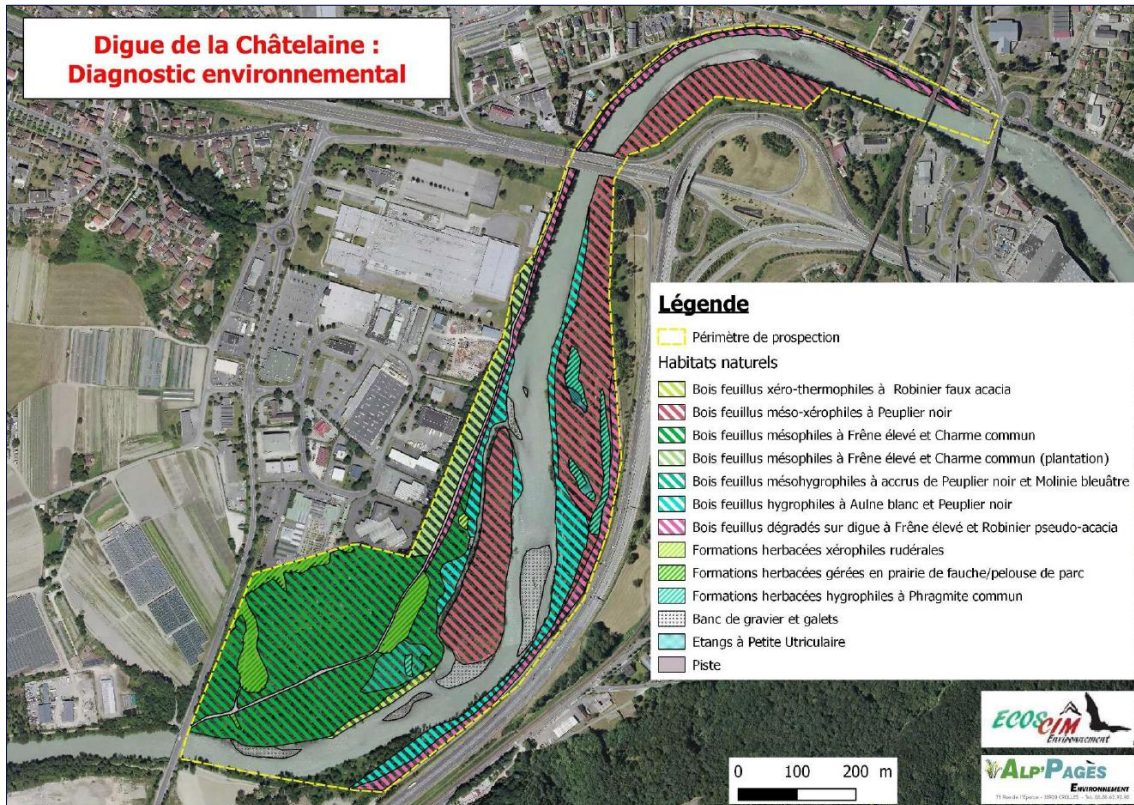 Digue de la Châtelaine :
Diagnostic environnemental
Légende
Périmètre de prospection
Habitats naturels
Bois feuillus xéro-thermophiles à Robinier faux acacia
Bois feuillus méso-xérophiles à Peuplier noir
Bois feuillus mésophiles à Frêne élevé et Charme commun
Bois feuillus mésophiles à Frêne élevé et Charme commun (plantation)
Bois feuillus mésohygrophiles à accrus de Peuplier noir et Molinie bleuâtre
Bois feuillus hygrophiles à Aulne blanc et Peuplier noir
Bois feuillus dégradés sur digue à Frêne élevé et Robinier pseudo-acacia
Formations herbacées xérophiles rudérales
Formations herbacées gérées en prairie de fauche/pelouse de parc
Formations herbacées hygrophiles à Phragmite commun
Banc de gravier et galets
Etangs à Petite Utriculaire
Piste
ECOSCIM
Environnement
ALP'PAGÈS
ENVIRONNEMENT
0 100 200 m